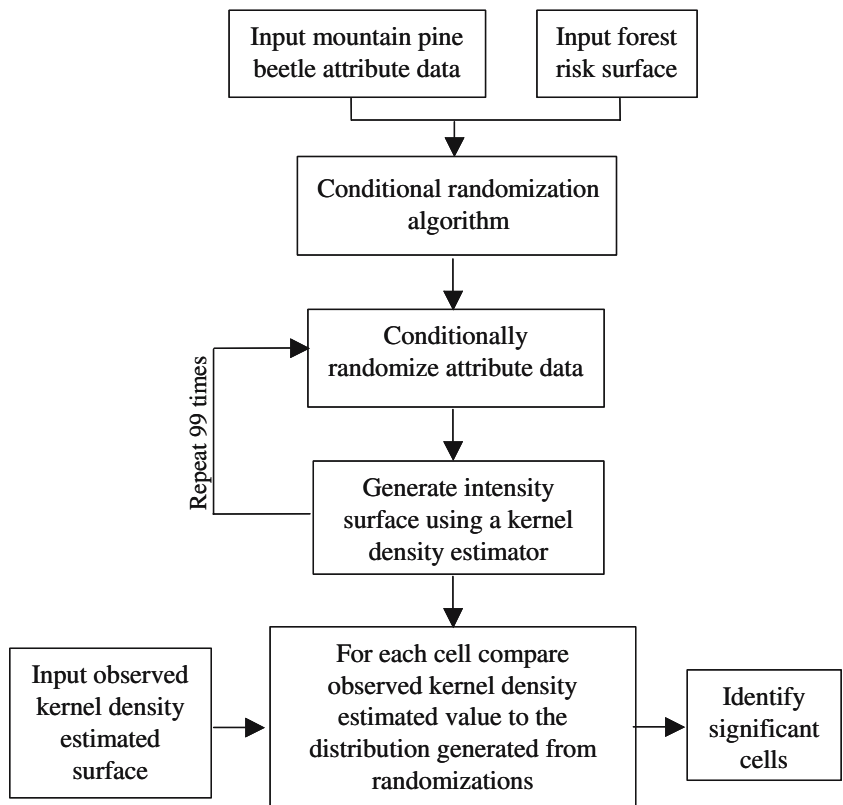 Input mountain pine
beetle attribute data
Input forest
risk surface
Conditional randomization
algorithm
Conditionally
randomize attribute data
Repeat 99 times
Generate intensity
surface using a kernel
density estimator
Input observed
kernel density
estimated
surface
For each cell compare
observed kernel density
estimated value to the
distribution generated from
randomizations
Identify
significant
cells